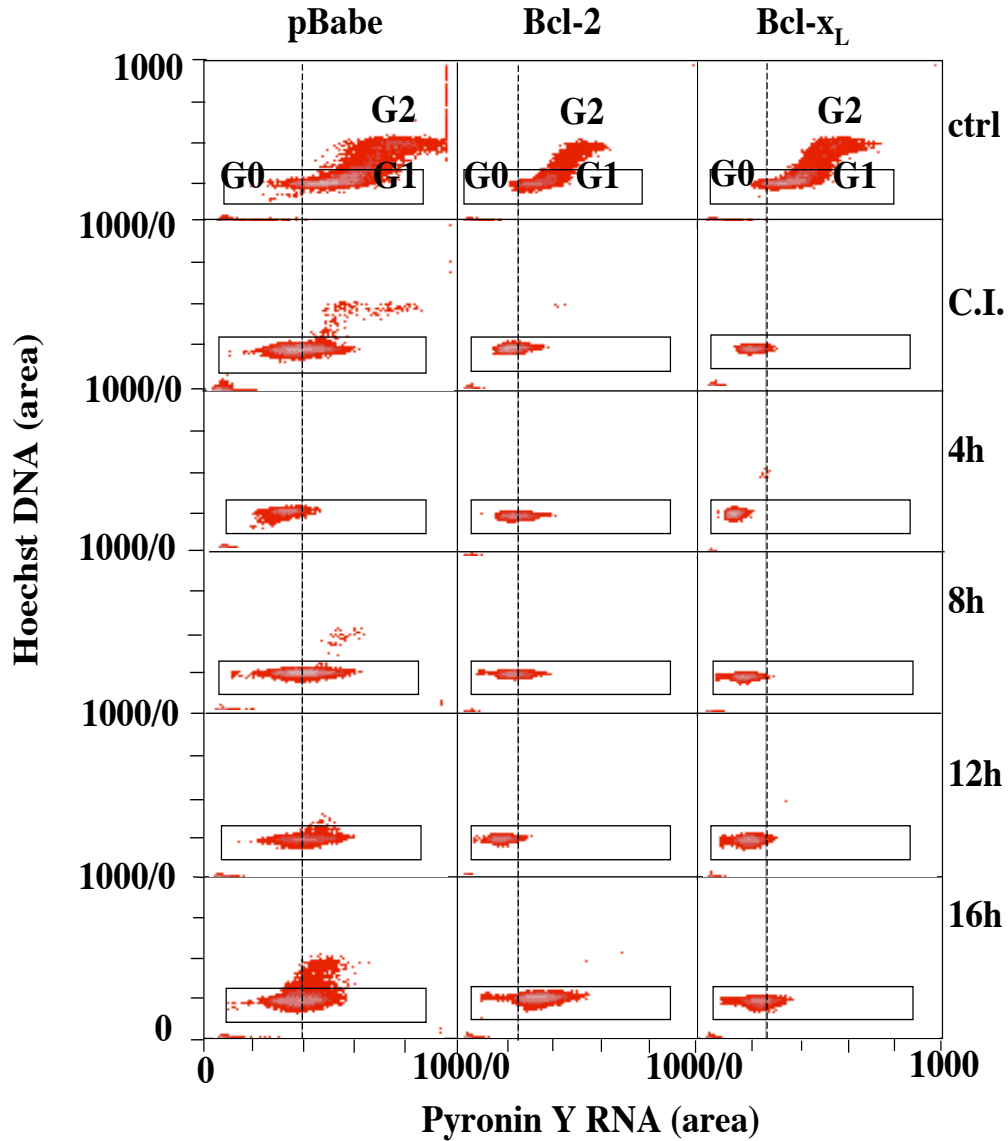 pBabe Bcl-2 Bcl-x_L
1000
G2 G2 G2
ctrl
G0 G1 G0 G1 G0 G1
1000/0
C.I.
1000/0
4h
1000/0
8h
1000/0
12h
1000/0
16h
0
0 1000/0 1000/0 1000
Pyronin Y RNA (area)
Hoechst DNA (area)